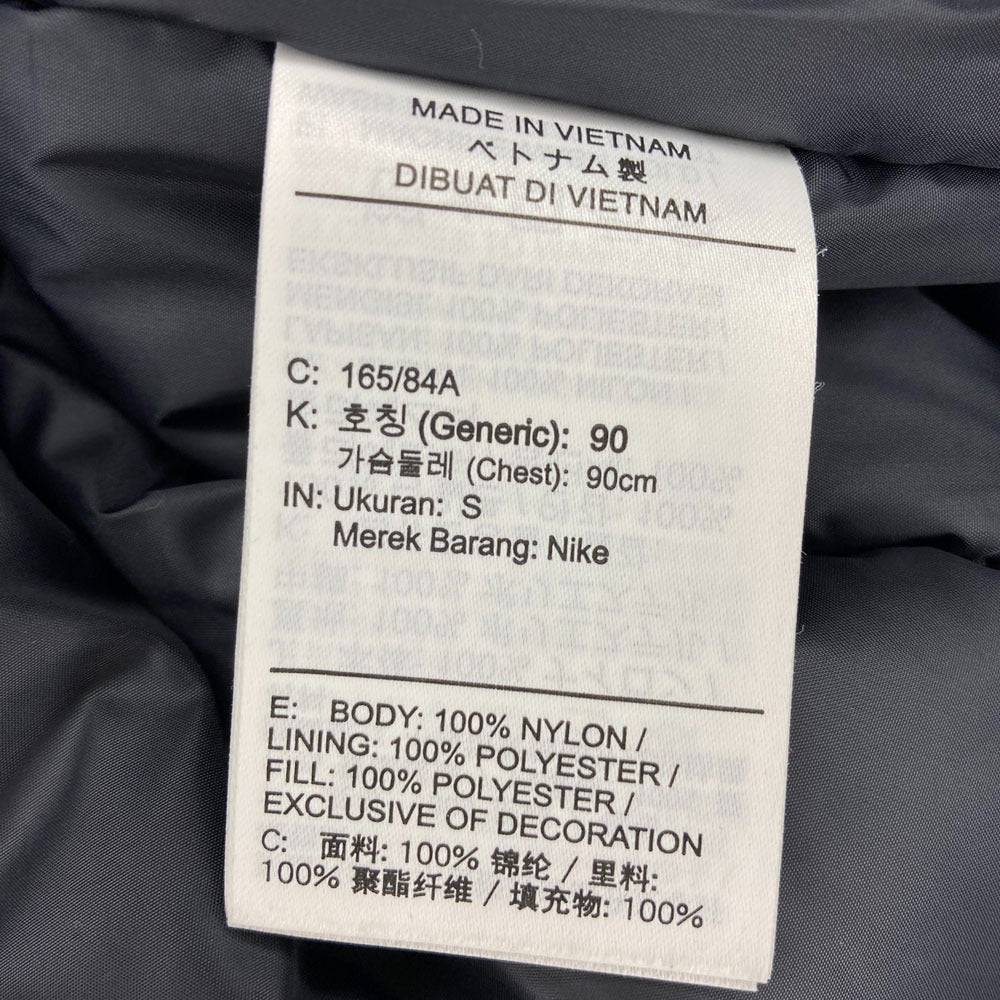 MADE IN VIETNAM
ベトナム製
DIBUAT DI VIETNAM
C: 165/84A
K: 호칭 (Generic): 90
가슴둘레 (Chest): 90cm
IN: Ukuran: S
Merek Barang: Nike
E: BODY: 100% NYLON /
LINING: 100% POLYESTER /
FILL: 100% POLYESTER /
EXCLUSIVE OF DECORATION
C: 面料: 100% 锦纶 / 里料:
100% 聚酯纤维 / 填充物: 100%